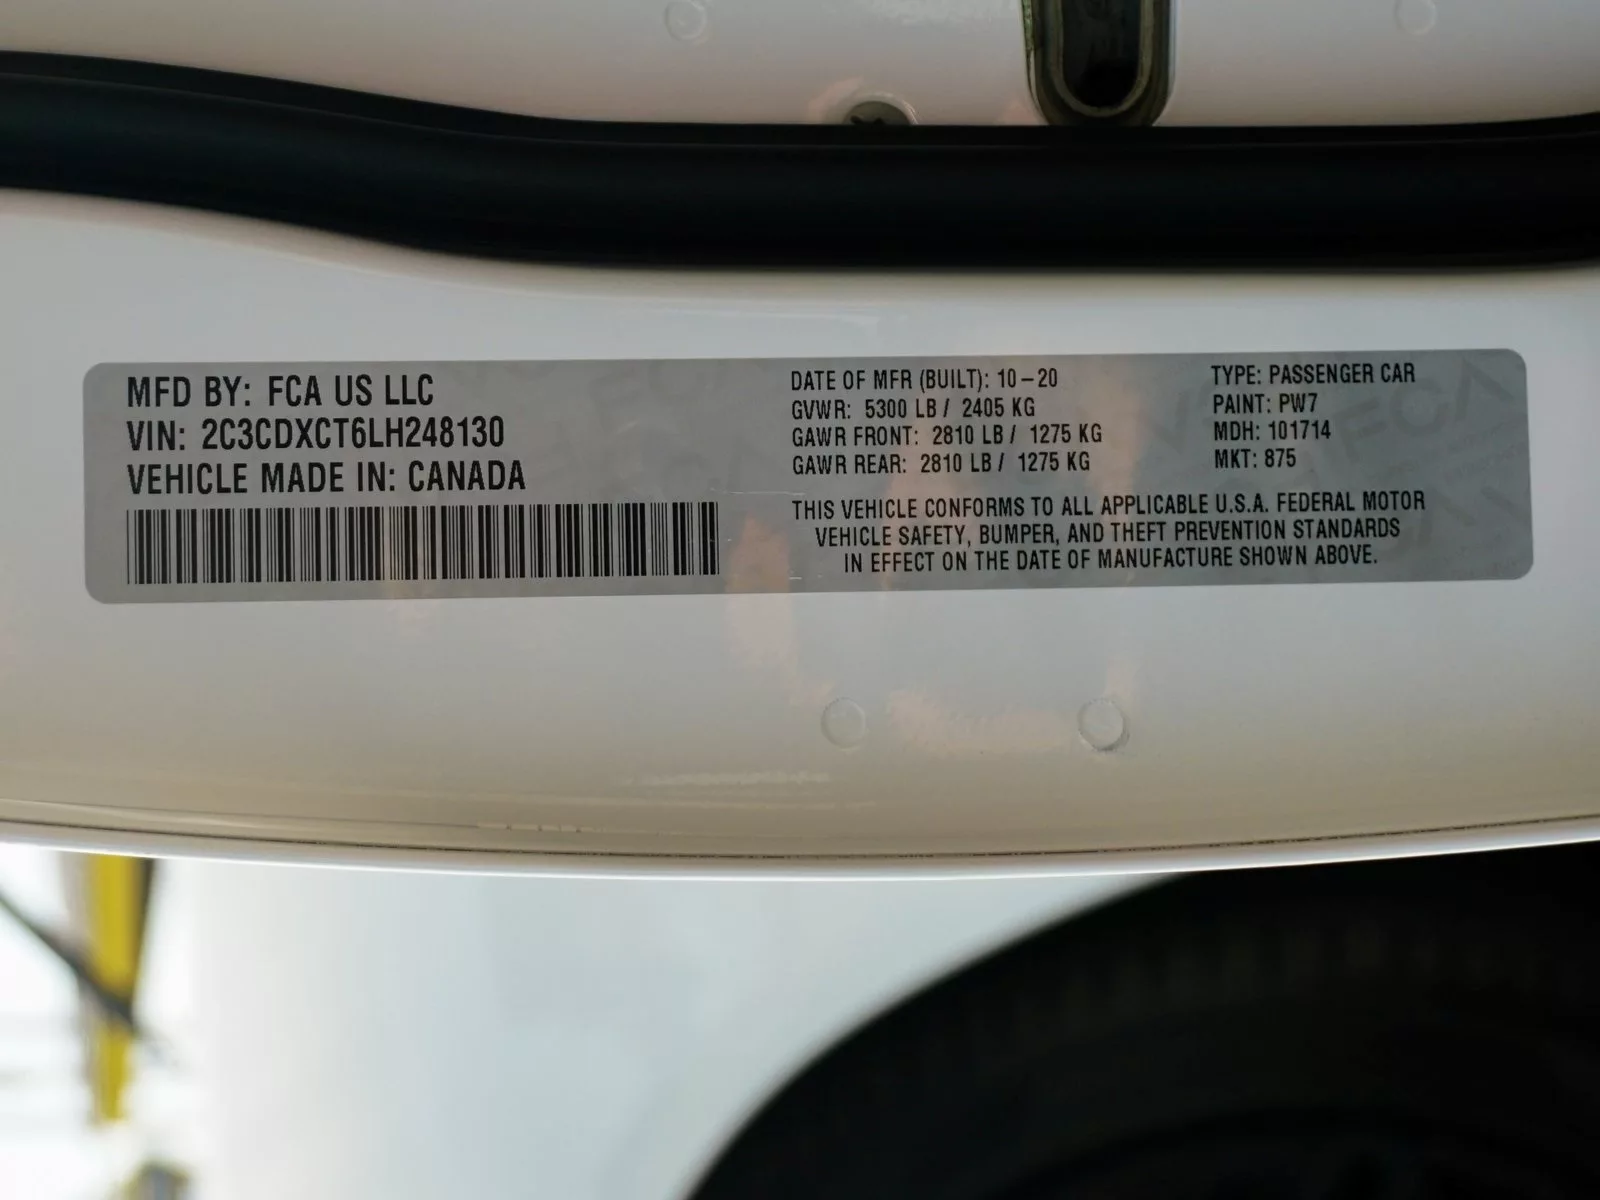 MFD BY: FCA US LLC
VIN: 2C3CDXCT6LH248130
VEHICLE MADE IN: CANADA
DATE OF MFR (BUILT): 10-20
GVWR: 5300 LB / 2405 KG
GAWR FRONT: 2810 LB / 1275 KG
GAWR REAR: 2810 LB / 1275 KG
TYPE: PASSENGER CAR
PAINT: PW7
MDH: 101714
MKT: 875
THIS VEHICLE CONFORMS TO ALL APPLICABLE U.S.A. FEDERAL MOTOR
VEHICLE SAFETY, BUMPER, AND THEFT PREVENTION STANDARDS
IN EFFECT ON THE DATE OF MANUFACTURE SHOWN ABOVE.